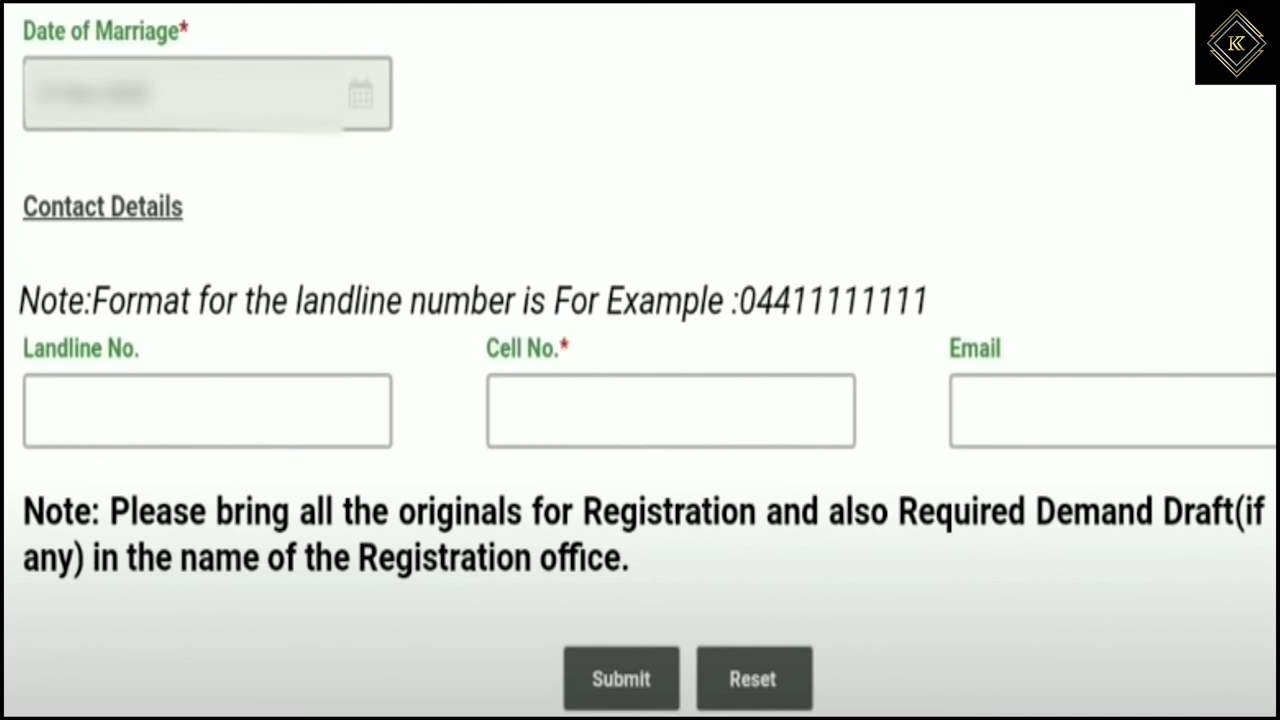 Date of Marriage*
Contact Details
Note:Format for the landline number is For Example :04411111111
Landline No. Cell No.* Email
Note: Please bring all the originals for Registration and also Required Demand Draft(if
any) in the name of the Registration office.
Submit Reset